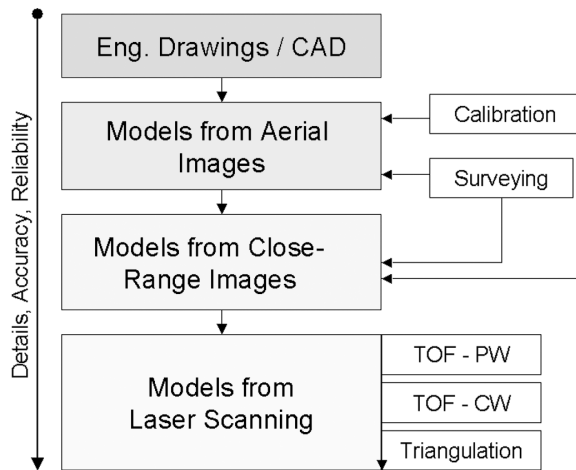 Eng. Drawings / CAD
Models from Aerial
Images
Calibration
Surveying
Models from Close-
Range Images
Models from
Laser Scanning
TOF - PW
TOF - CW
Triangulation
Details, Accuracy, Reliability